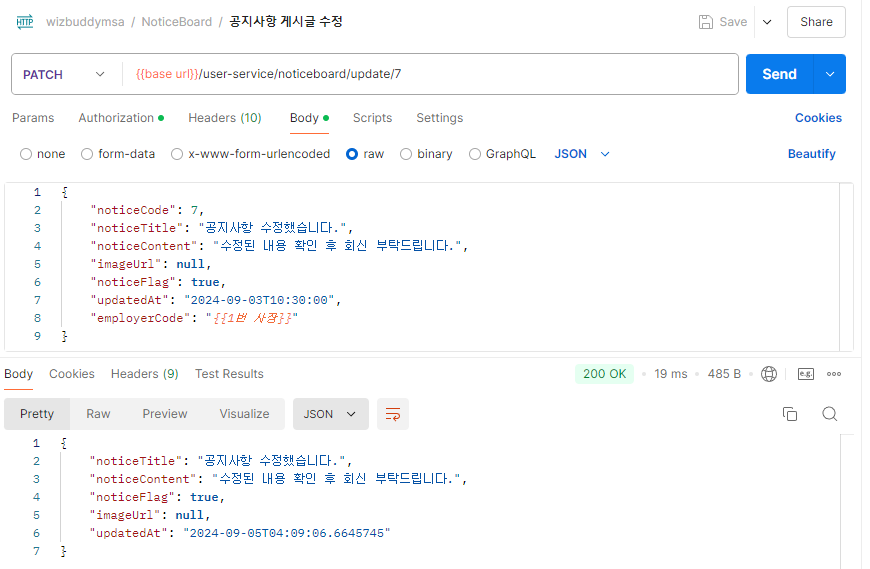 HTTP wizbuddymsa / NoticeBoard / 공지사항 게시글 수정 Save Share
PATCH {{base url}}/user-service/noticeboard/update/7 Send
Params Authorization Headers (10) Body Scripts Settings Cookies
none form-data x-www-form-urlencoded raw binary GraphQL JSON Beautify
1 {
2 "noticeCode": 7,
3 "noticeTitle": "공지사항 수정했습니다.",
4 "noticeContent": "수정된 내용 확인 후 회신 부탁드립니다.",
5 "imageUrl": null,
6 "noticeFlag": true,
7 "updatedAt": "2024-09-03T10:30:00",
8 "employerCode": "{{1번 사장}}"
9 }
Body Cookies Headers (9) Test Results 200 OK 19 ms 485 B e.g.
Pretty Raw Preview Visualize JSON
1 {
2 "noticeTitle": "공지사항 수정했습니다.",
3 "noticeContent": "수정된 내용 확인 후 회신 부탁드립니다.",
4 "noticeFlag": true,
5 "imageUrl": null,
6 "updatedAt": "2024-09-05T04:09:06.6645745"
7 }